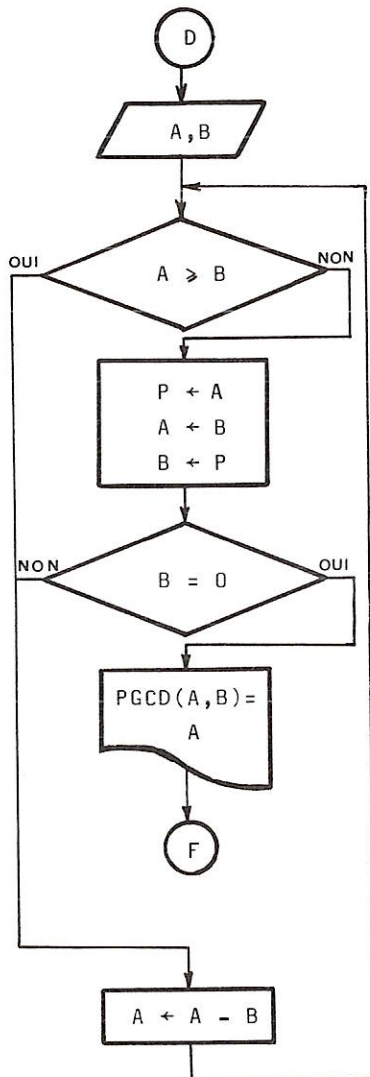 D
A,B
OUI
NON
A ⩾ B
P ← A
A ← B
B ← P
NON
OUI
B = 0
PGCD(A,B)=
A
F
A ← A - B